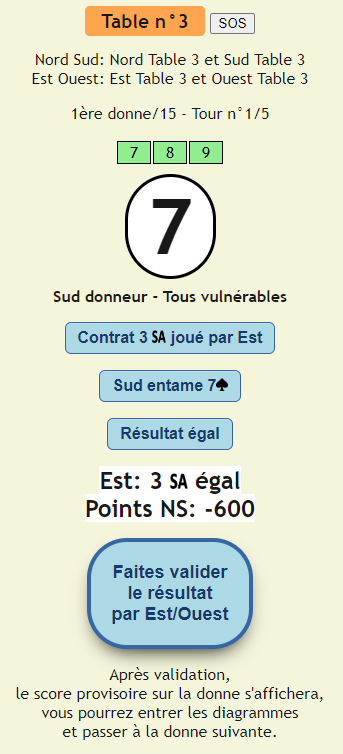 Table n°3 SOS
Nord Sud: Nord Table 3 et Sud Table 3
Est Ouest: Est Table 3 et Ouest Table 3
1ère donne/15 - Tour n°1/5
7 8 9
7
Sud donneur - Tous vulnérables
Contrat 3 SA joué par Est
Sud entame 7♠
Résultat égal
Est: 3 SA égal
Points NS: -600
Faites valider
le résultat
par Est/Ouest
Après validation,
le score provisoire sur la donne s'affichera,
vous pourrez entrer les diagrammes
et passer à la donne suivante.